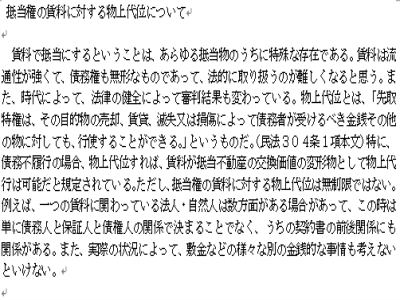 抵当権の賃料に対する物上代位について
賃料で抵当にするということは、あらゆる抵当物のうちに特殊な存在である。賃料は流
通性が強くて、債務権も無形なものであって、法的に取り扱うのが難しくなると思う。ま
た、時代によって、法律の健全によって審判結果も変わっている。物上代位とは、「先取
特権は、その目的物の売却、賃貸、滅失又は損傷によって債務者が受けるべき金銭その他
の物に対しても、行使することができる。」というものだ。(民法304条1項本文)特に、
債務不履行の場合、物上代位すれば、賃料が抵当不動産の交換価値の変形物として物上代
行は可能だと規定されている。ただし、抵当権の賃料に対する物上代位は無制限ではない。
例えば、一つの賃料に関わっている法人・自然人は数方面がある場合があって、この時は
単に債務人と保証人と債権人の関係で決まることでなく、うちの契約書の前後関係にも
関係がある。また、実際の状況によって、敷金などの様々な別の金銭的な事情も考えない
といけない。